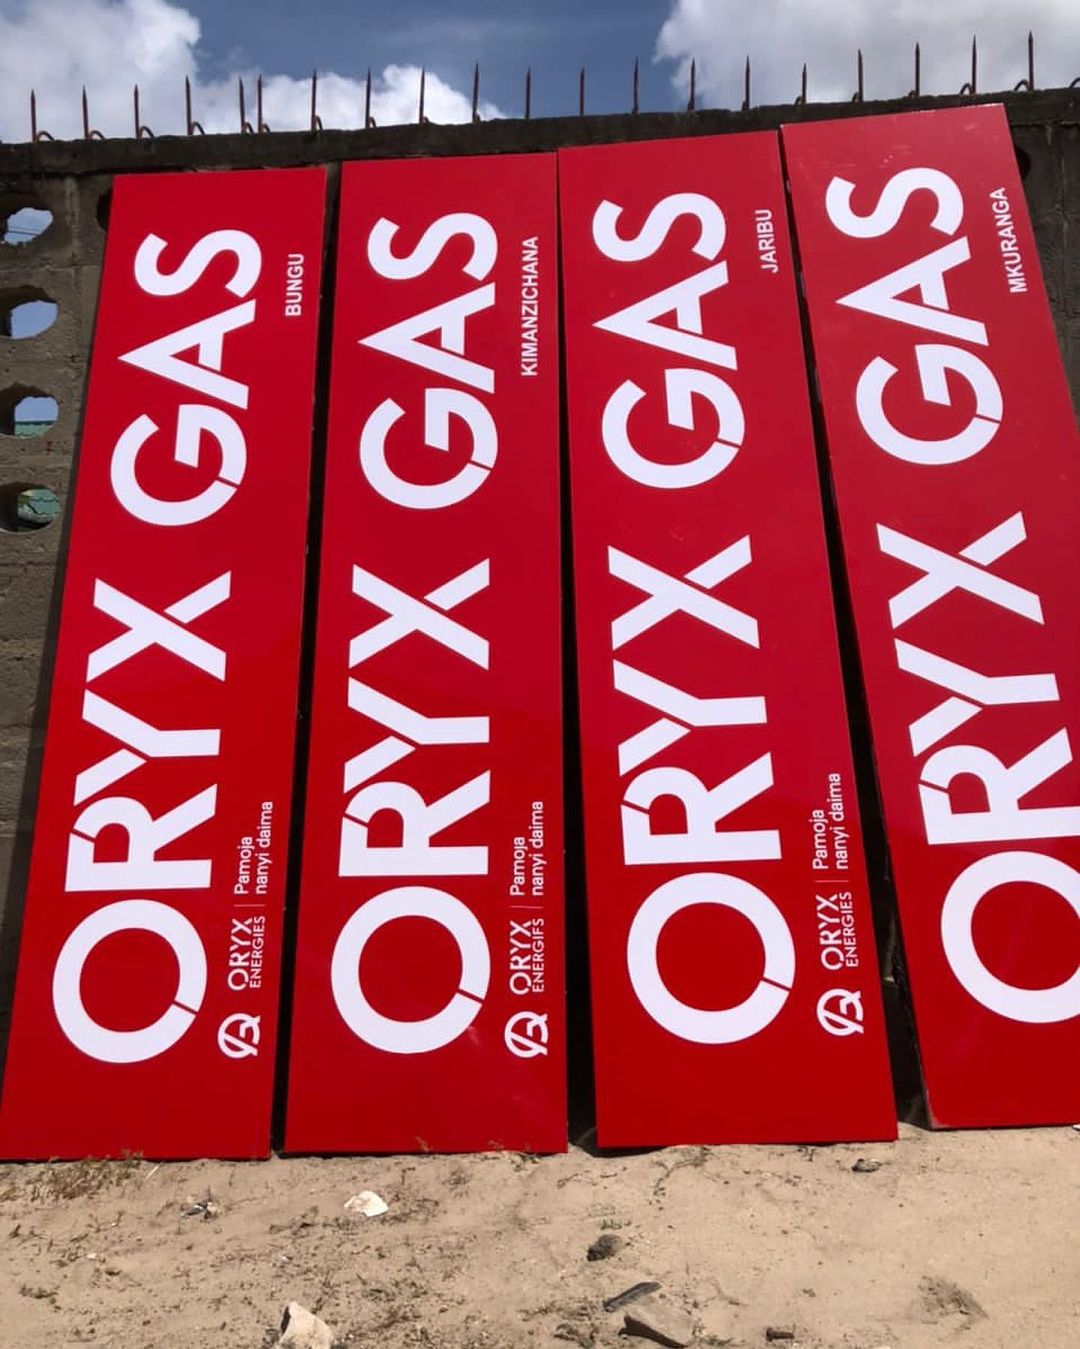 ORYX GAS
BUNGU
ORYX
ENERGIES
Pamoja
nanyi daima
ORYX GAS
KIMANZICHANA
ORYX
ENERGIES
Pamoja
nanyi daima
ORYX GAS
JARIBU
ORYX
ENERGIES
Pamoja
nanyi daima
ORYX GAS
MKURANGA